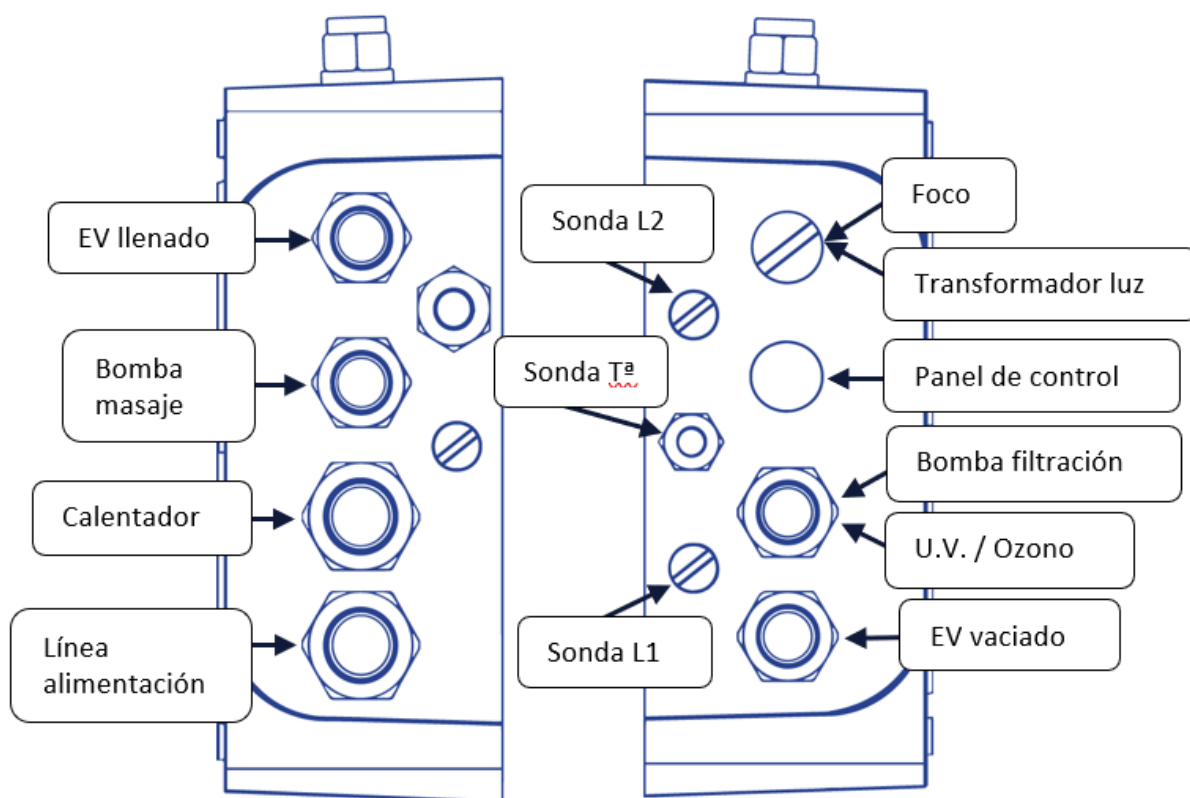 EV llenado
Bomba
masaje
Calentador
Línea
alimentación
Sonda L2
Sonda Tª
Sonda L1
Foco
Transformador luz
Panel de control
Bomba filtración
U.V. / Ozono
EV vaciado